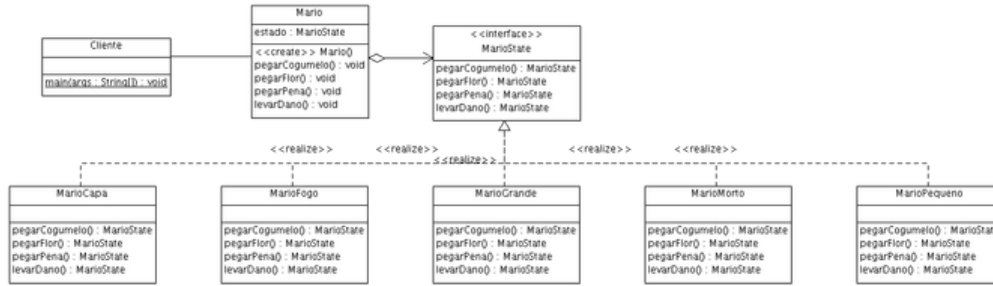 Mario
estado : MarioState
<<create>> Mario()
pegarCogumelo() : void
pegarFlor() : void
pegarPena() : void
levarDano() : void
Cliente
main(args : String[]) : void
<<interface>>
MarioState
pegarCogumelo() : MarioState
pegarFlor() : MarioState
pegarPena() : MarioState
levarDano() : MarioState
<<realize>>
<<realize>>
<<realize>>
<<realize>>
<<realize>>
MarioCapa
pegarCogumelo() : MarioState
pegarFlor() : MarioState
pegarPena() : MarioState
levarDano() : MarioState
MarioFogo
pegarCogumelo() : MarioState
pegarFlor() : MarioState
pegarPena() : MarioState
levarDano() : MarioState
MarioGrande
pegarCogumelo() : MarioState
pegarFlor() : MarioState
pegarPena() : MarioState
levarDano() : MarioState
MarioMorto
pegarCogumelo() : MarioState
pegarFlor() : MarioState
pegarPena() : MarioState
levarDano() : MarioState
MarioPequeno
pegarCogumelo() : MarioStat
pegarFlor() : MarioState
pegarPena() : MarioState
levarDano() : MarioState